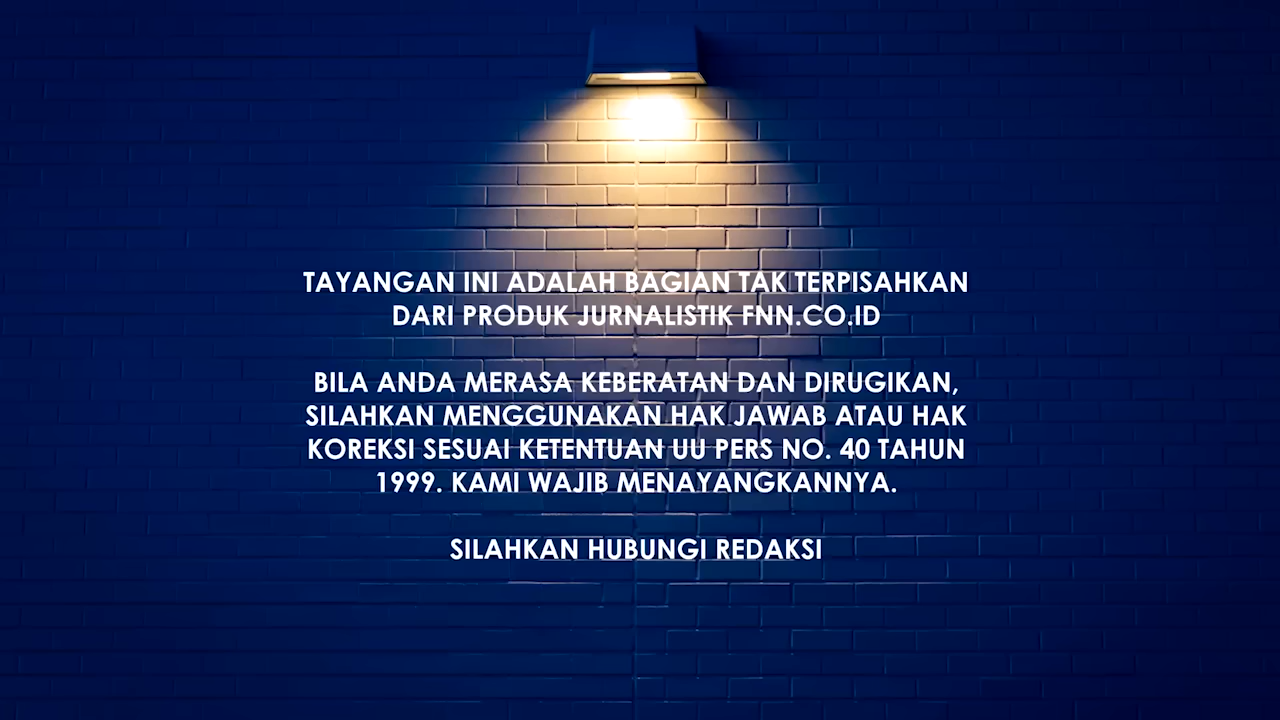 TAYANGAN INI ADALAH BAGIAN TAK TERPISAHKAN
DARI PRODUK JURNALISTIK FNN.CO.ID
BILA ANDA MERASA KEBERATAN DAN DIRUGIKAN,
SILAHKAN MENGGUNAKAN HAK JAWAB ATAU HAK
KOREKSI SESUAI KETENTUAN UU PERS NO. 40 TAHUN
1999. KAMI WAJIB MENAYANGKANNYA.
SILAHKAN HUBUNGI REDAKSI